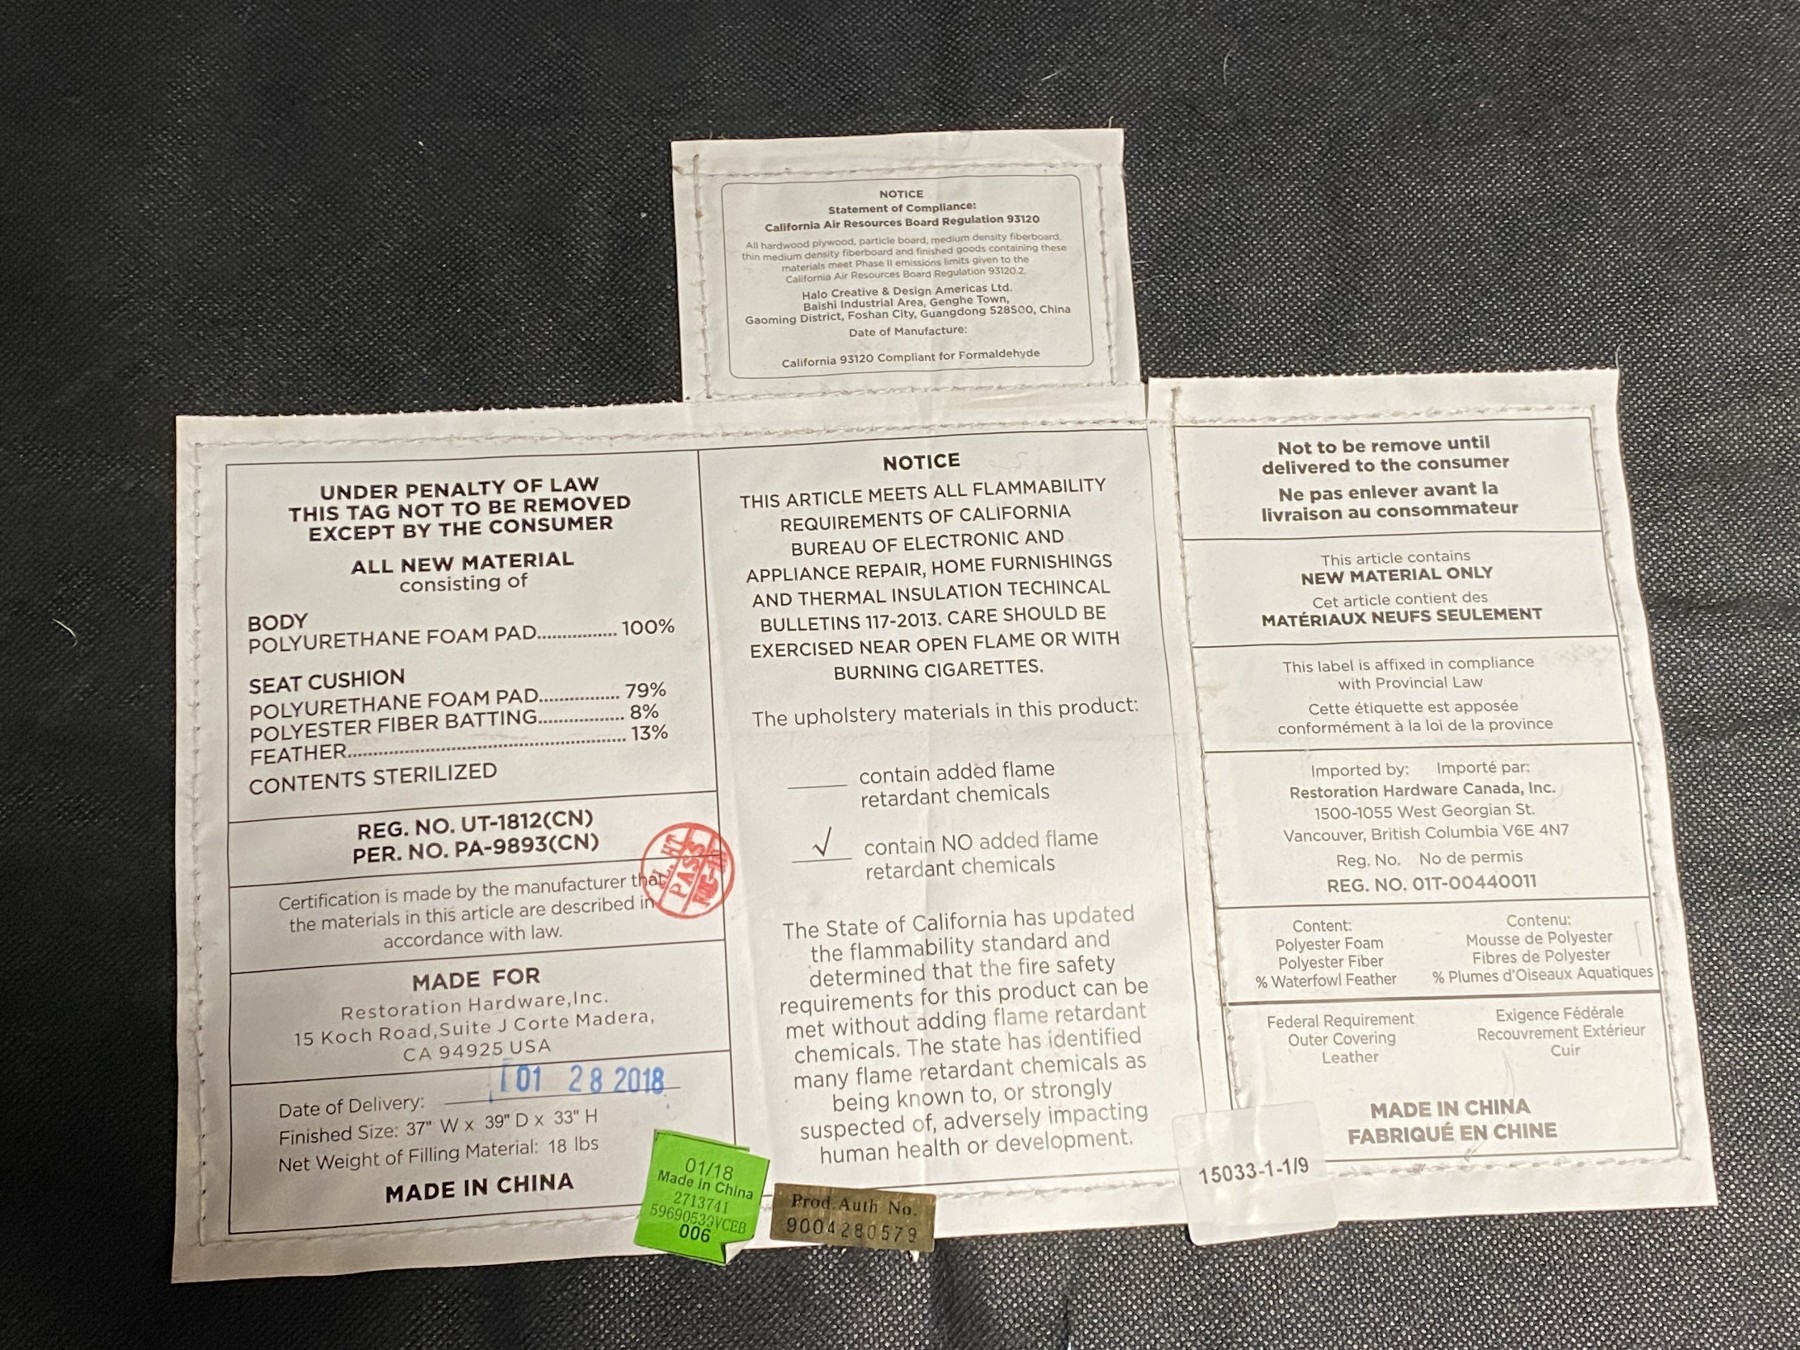 NOTICE
Statement of Compliance:
California Air Resources Board Regulation 93120
All hardwood plywood, particle board, medium density fiberboard,
thin medium density fiberboard and finished goods containing these
materials meet Phase II emissions limits given to the
California Air Resources Board Regulation 93120.2.
Halo Creative & Design Americas Ltd.
Baishi Industrial Area, Genghe Town,
Gaoming District, Foshan City, Guangdong 528500, China
Date of Manufacture:
California 93120 Compliant for Formaldehyde
UNDER PENALTY OF LAW
THIS TAG NOT TO BE REMOVED
EXCEPT BY THE CONSUMER
ALL NEW MATERIAL
consisting of
BODY
POLYURETHANE FOAM PAD................ 100%
SEAT CUSHION
POLYURETHANE FOAM PAD................ 79%
POLYESTER FIBER BATTING................. 8%
FEATHER...................................................... 13%
CONTENTS STERILIZED
REG. NO. UT-1812(CN)
PER. NO. PA-9893(CN)
Certification is made by the manufacturer that
the materials in this article are described in
accordance with law.
PASS
MADE FOR
Restoration Hardware,Inc.
15 Koch Road,Suite J Corte Madera,
CA 94925 USA
Date of Delivery: 01 28 2018
Finished Size: 37" W x 39" D x 33" H
Net Weight of Filling Material: 18 lbs
MADE IN CHINA
NOTICE
THIS ARTICLE MEETS ALL FLAMMABILITY
REQUIREMENTS OF CALIFORNIA
BUREAU OF ELECTRONIC AND
APPLIANCE REPAIR, HOME FURNISHINGS
AND THERMAL INSULATION TECHINCAL
BULLETINS 117-2013. CARE SHOULD BE
EXERCISED NEAR OPEN FLAME OR WITH
BURNING CIGARETTES.
The upholstery materials in this product:
____ contain added flame
retardant chemicals
√ contain NO added flame
retardant chemicals
The State of California has updated
the flammability standard and
determined that the fire safety
requirements for this product can be
met without adding flame retardant
chemicals. The state has identified
many flame retardant chemicals as
being known to, or strongly
suspected of, adversely impacting
human health or development.
Not to be remove until
delivered to the consumer
Ne pas enlever avant la
livraison au consommateur
This article contains
NEW MATERIAL ONLY
Cet article contient des
MATÉRIAUX NEUFS SEULEMENT
This label is affixed in compliance
with Provincial Law
Cette étiquette est apposée
conformément à la loi de la province
Imported by: Importé par:
Restoration Hardware Canada, Inc.
1500-1055 West Georgian St.
Vancouver, British Columbia V6E 4N7
Reg. No. No de permis
REG. NO. 01T-00440011
Content:
Polyester Foam
Polyester Fiber
% Waterfowl Feather
Contenu:
Mousse de Polyester
Fibres de Polyester
% Plumes d'Oiseaux Aquatiques
Federal Requirement
Outer Covering
Leather
Exigence Fédérale
Recouvrement Extérieur
Cuir
MADE IN CHINA
FABRIQUÉ EN CHINE
01/18
Made in China
2713741
006
Prod.Auth No.
9004280579
15033-1-1/9